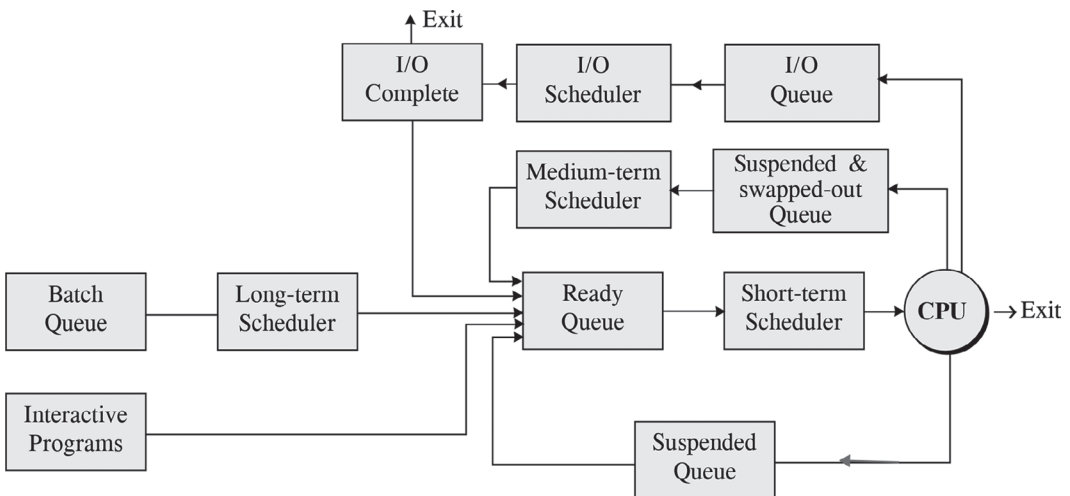 Exit
I/O
Complete
I/O
Scheduler
I/O
Queue
Medium-term
Scheduler
Suspended &
swapped-out
Queue
Batch
Queue
Long-term
Scheduler
Ready
Queue
Short-term
Scheduler
CPU
Exit
Interactive
Programs
Suspended
Queue